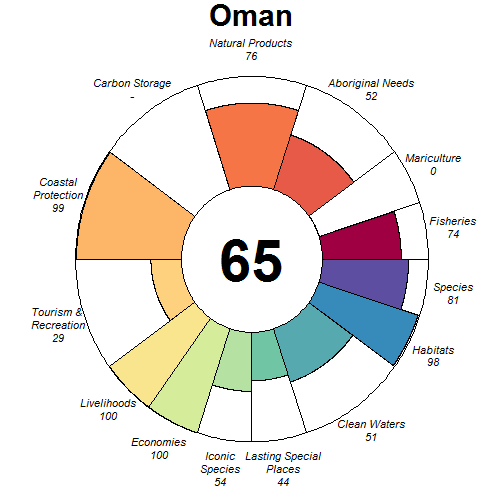 Oman
Natural Products
76
Carbon Storage
-
Aboriginal Needs
52
Mariculture
0
Coastal
Protection
99
Fisheries
74
65
Species
81
Tourism &
Recreation
29
Habitats
98
Livelihoods
100
Clean Waters
51
Economies
100
Iconic
Species
54
Lasting Special
Places
44